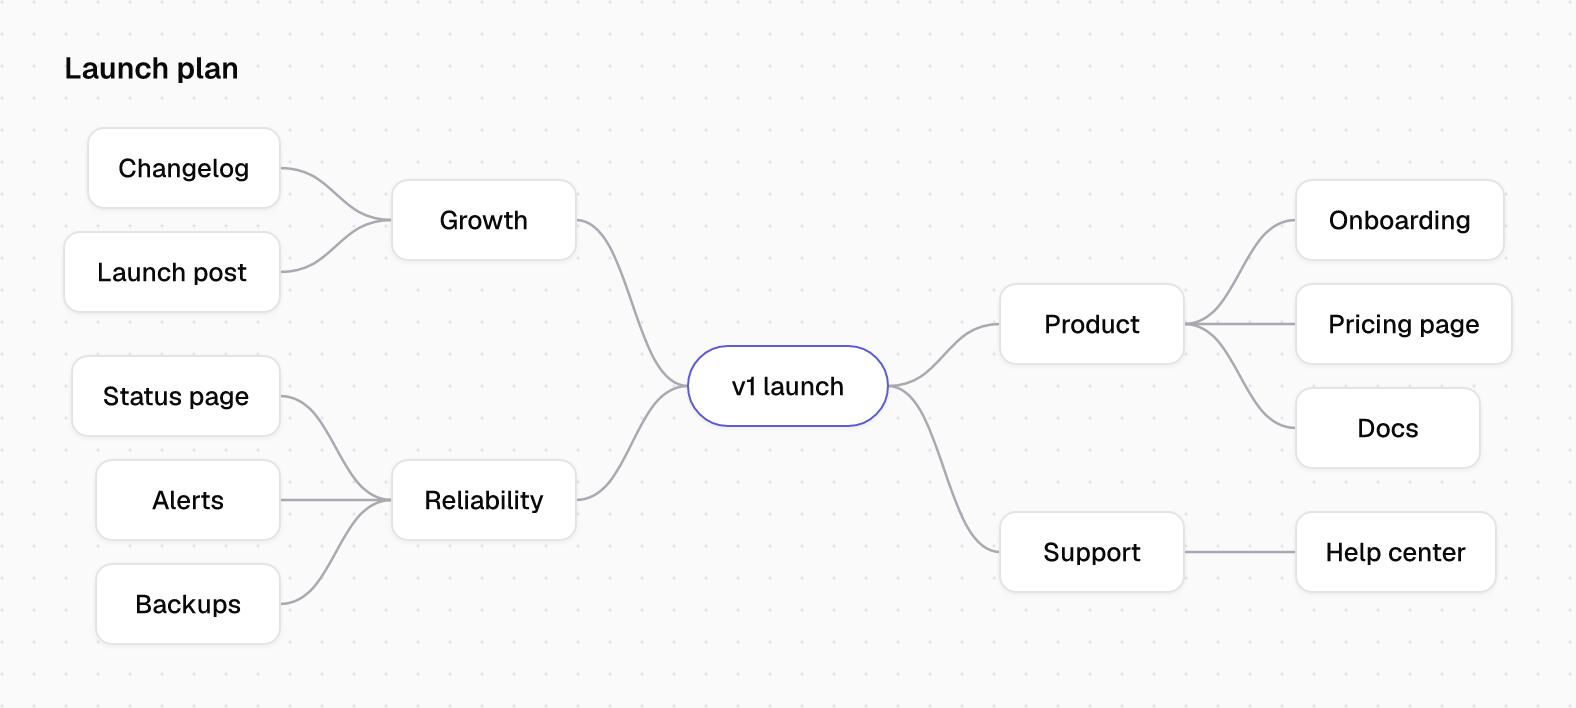 Launch plan
Changelog
Launch post
Growth
Status page
Alerts
Backups
Reliability
v1 launch
Product
Onboarding
Pricing page
Docs
Support
Help center